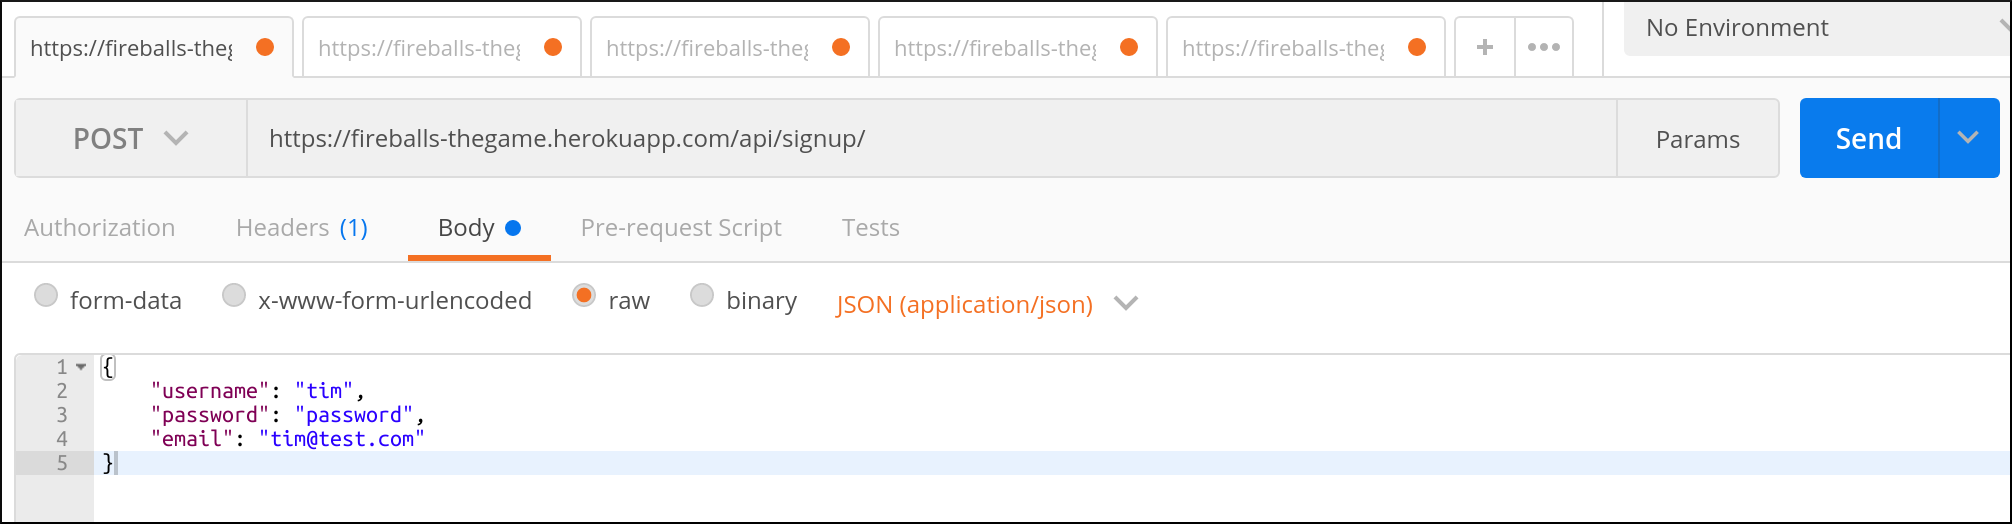 https://fireballs-theg https://fireballs-theg https://fireballs-theg https://fireballs-theg https://fireballs-theg + ••• No Environment
POST https://fireballs-thegame.herokuapp.com/api/signup/ Params Send
Authorization Headers (1) Body Pre-request Script Tests
form-data x-www-form-urlencoded raw binary JSON (application/json)
1 {
2 "username": "tim",
3 "password": "password",
4 "email": "tim@test.com"
5 }